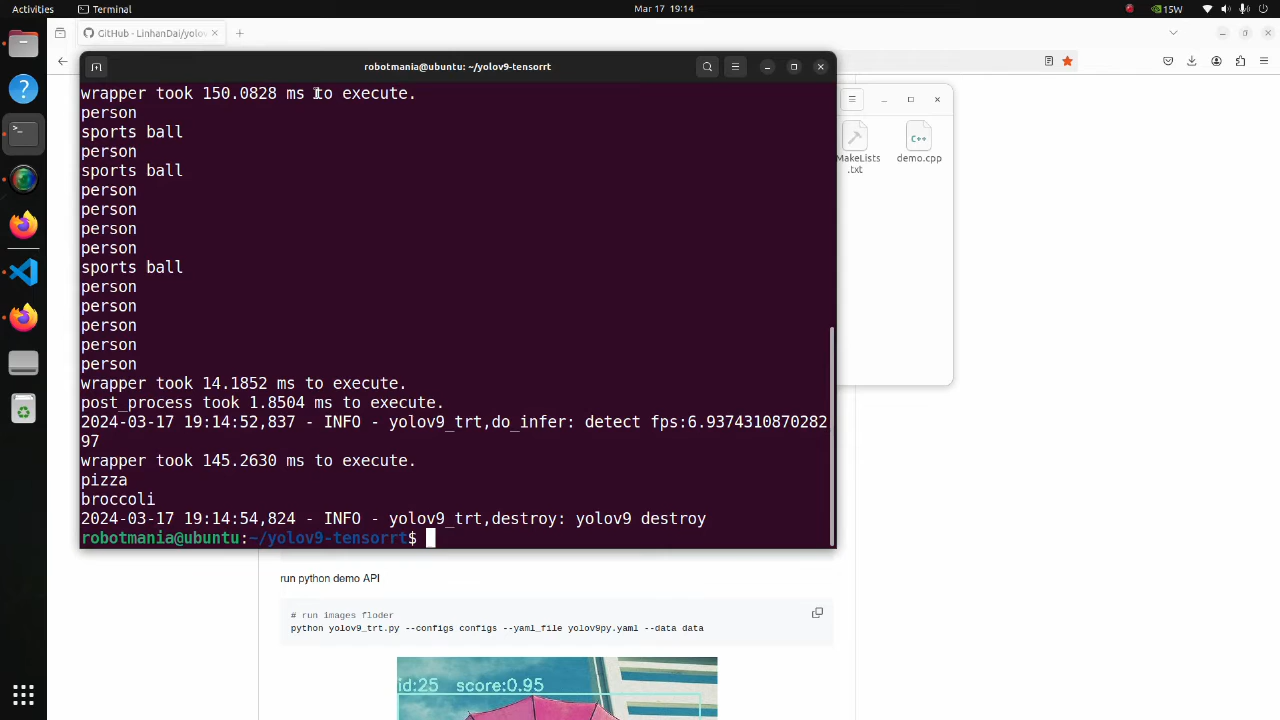 Activities
Terminal
Mar 17 19:14
15W
GitHub - LinhanDai/yolov
robotmania@ubuntu: ~/yolov9-tensorrt
wrapper took 150.0828 ms to execute.
person
sports ball
person
sports ball
person
person
person
person
sports ball
person
person
person
person
person
wrapper took 14.1852 ms to execute.
post_process took 1.8504 ms to execute.
2024-03-17 19:14:52,837 - INFO - yolov9_trt,do_infer: detect fps:6.9374310870282
97
wrapper took 145.2630 ms to execute.
pizza
broccoli
2024-03-17 19:14:54,824 - INFO - yolov9_trt,destroy: yolov9 destroy
robotmania@ubuntu:~/yolov9-tensorrt$
MakeLists
.txt
C++
demo.cpp
run python demo API
# run images floder
python yolov9_trt.py --configs configs --yaml_file yolov9py.yaml --data data
id:25 score:0.95